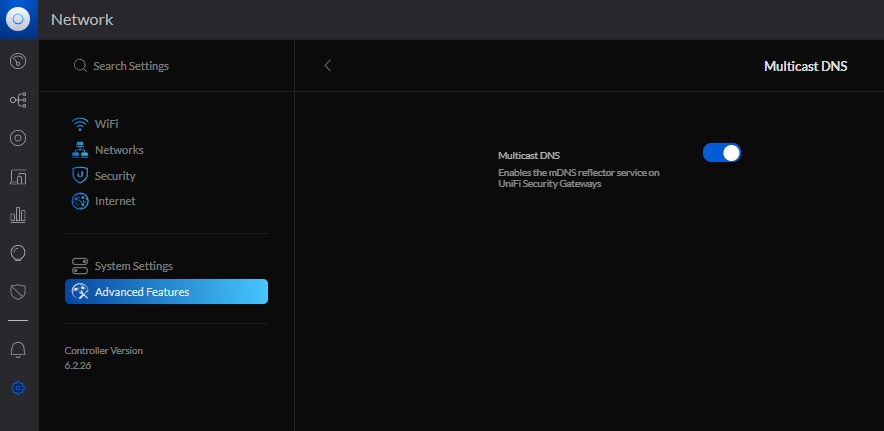 Network
Search Settings
Multicast DNS
WiFi
Networks
Security
Internet
System Settings
Advanced Features
Controller Version
6.2.26
Multicast DNS
Enables the mDNS reflector service on
UniFi Security Gateways